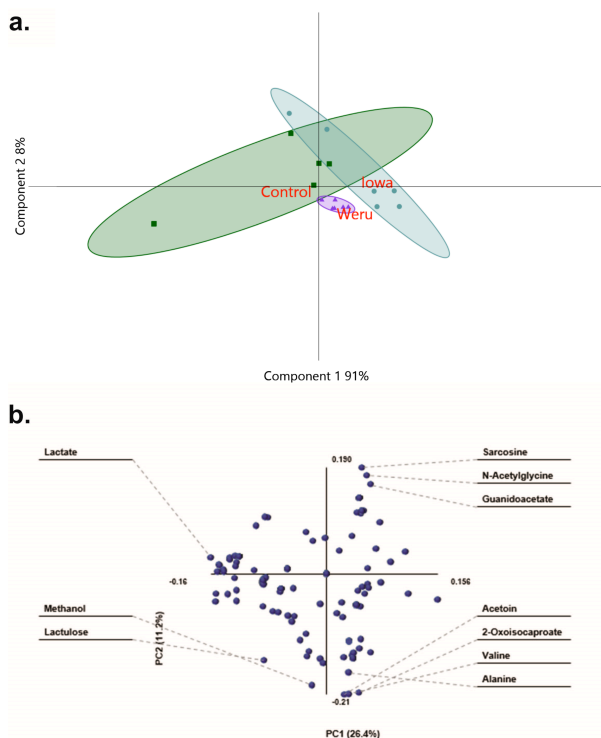 a.
Component 2 8%
Control
Iowa
Weru
Component 1 91%
b.
Lactate
0.190
Sarcosine
N-Acetylglycine
Guanidoacetate
-0.16
0.156
Methanol
Lactulose
PC2 (11.2%)
Acetoin
2-Oxoisocaproate
Valine
Alanine
-0.21
PC1 (26.4%)